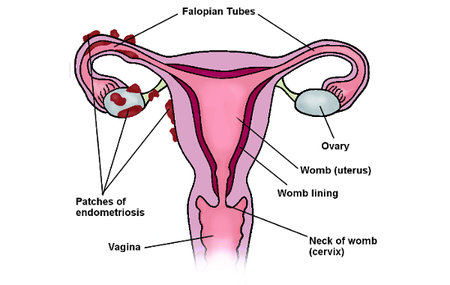 Falopian Tubes
Ovary
Womb (uterus)
Womb lining
Patches of
endometriosis
Neck of womb
(cervix)
Vagina